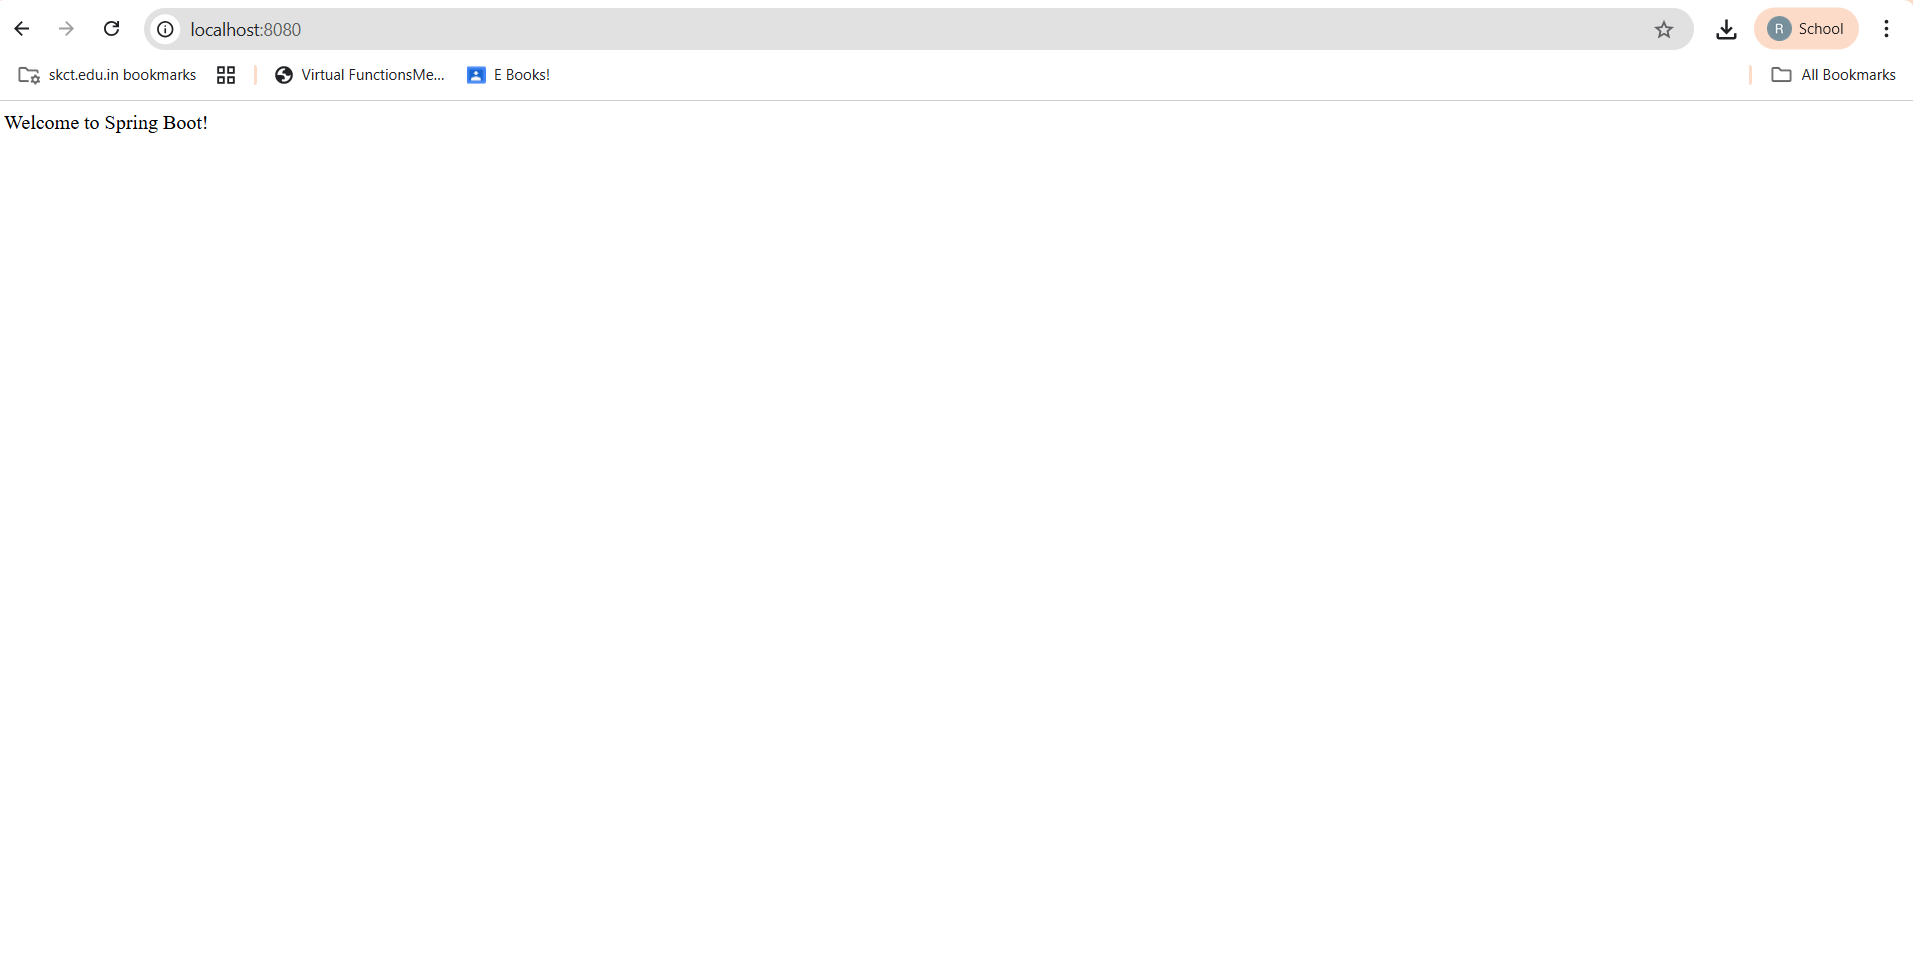 localhost:8080
R School
skct.edu.in bookmarks Virtual FunctionsMe... E Books! All Bookmarks
Welcome to Spring Boot!